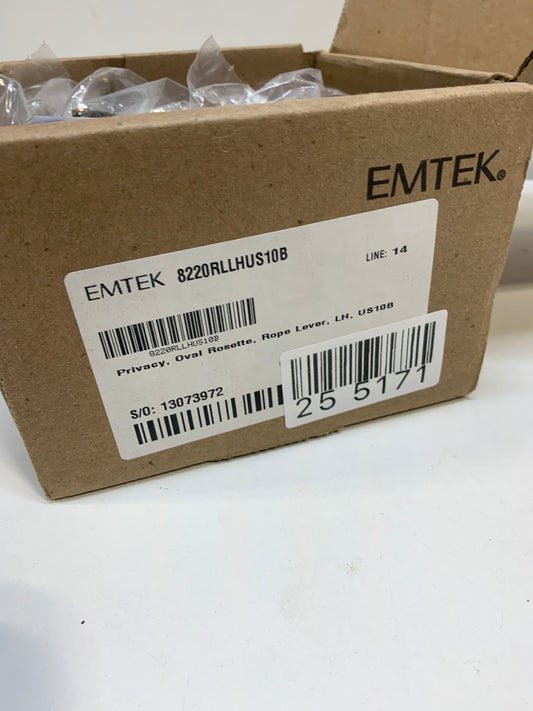 EMTEK®
EMTEK 8220RLLHUS10B
LINE: 14
8220RLLHUS10B
Privacy, Oval Rosette, Rope Lever, LH, US10B
S/O: 13073972
25 5171